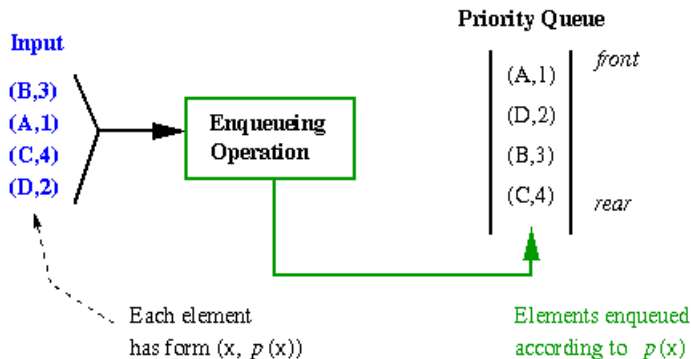 Priority Queue
Input
(B,3)
(A,1)
(C,4)
(D,2)
Enqueueing
Operation
(A,1)
(D,2)
(B,3)
(C,4)
front
rear
Each element
has form (x, p(x))
Elements enqueued
according to p(x)